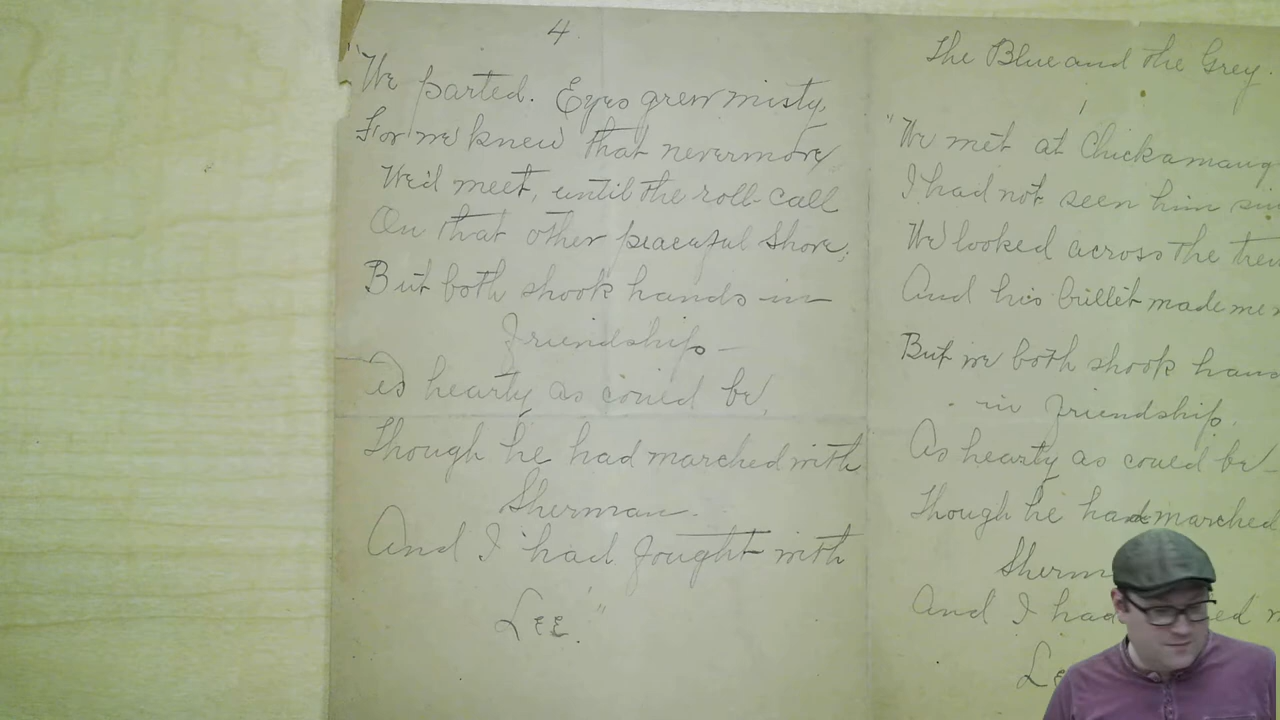 4.
"We parted. Eyes grew misty,
For we knew that nevermore
We'd meet, until the roll-call
On that other peaceful shore;
But both shook hands in
friendship—
as hearty as could be,
Though he had marched with
Sherman.
And I had fought with
Lee."
The Blue and the Grey.
1
"We met at Chickamaug
I had not seen him sin
We looked across the tren
And his bullet made me
But we both shook hand
in friendship,
As hearty as could be—
Though he had marched
Sherm
And I had
Le